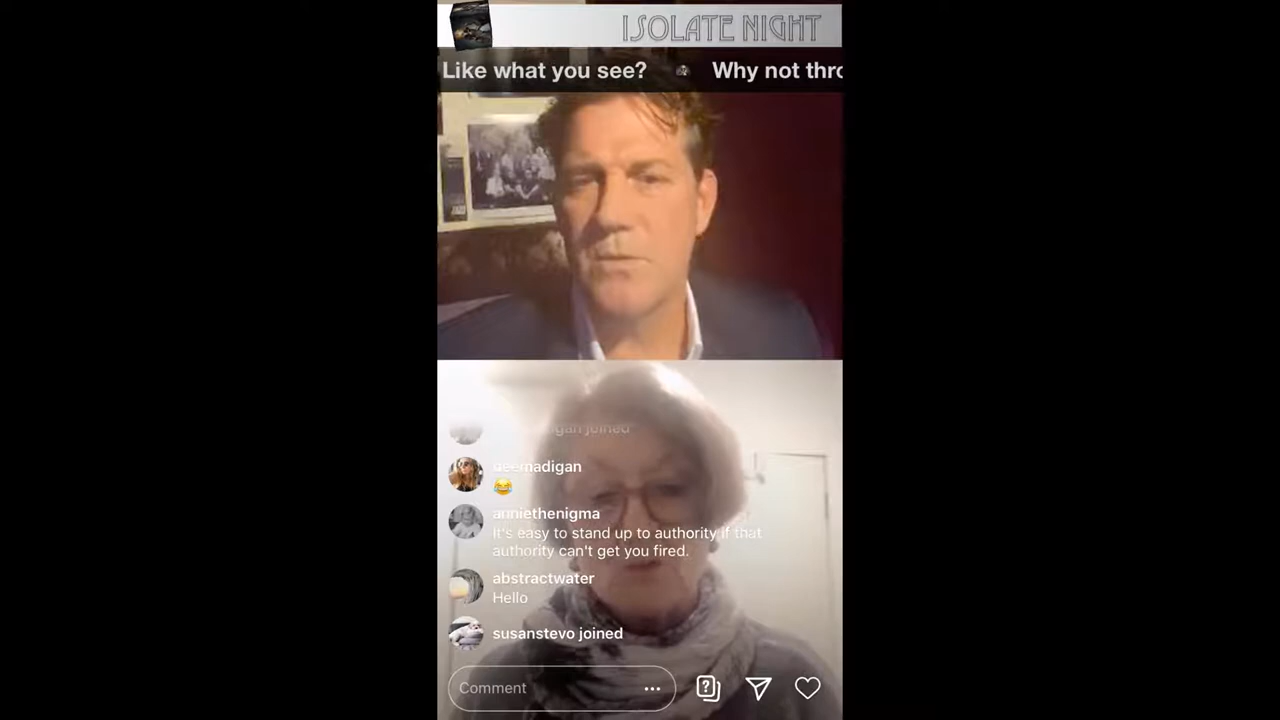 ISOLATE NIGHT
Like what you see? Why not thro
joined
deemadigan
😂
anniethenigma
It's easy to stand up to authority if that
authority can't get you fired.
abstractwater
Hello
susanstevo joined
Comment